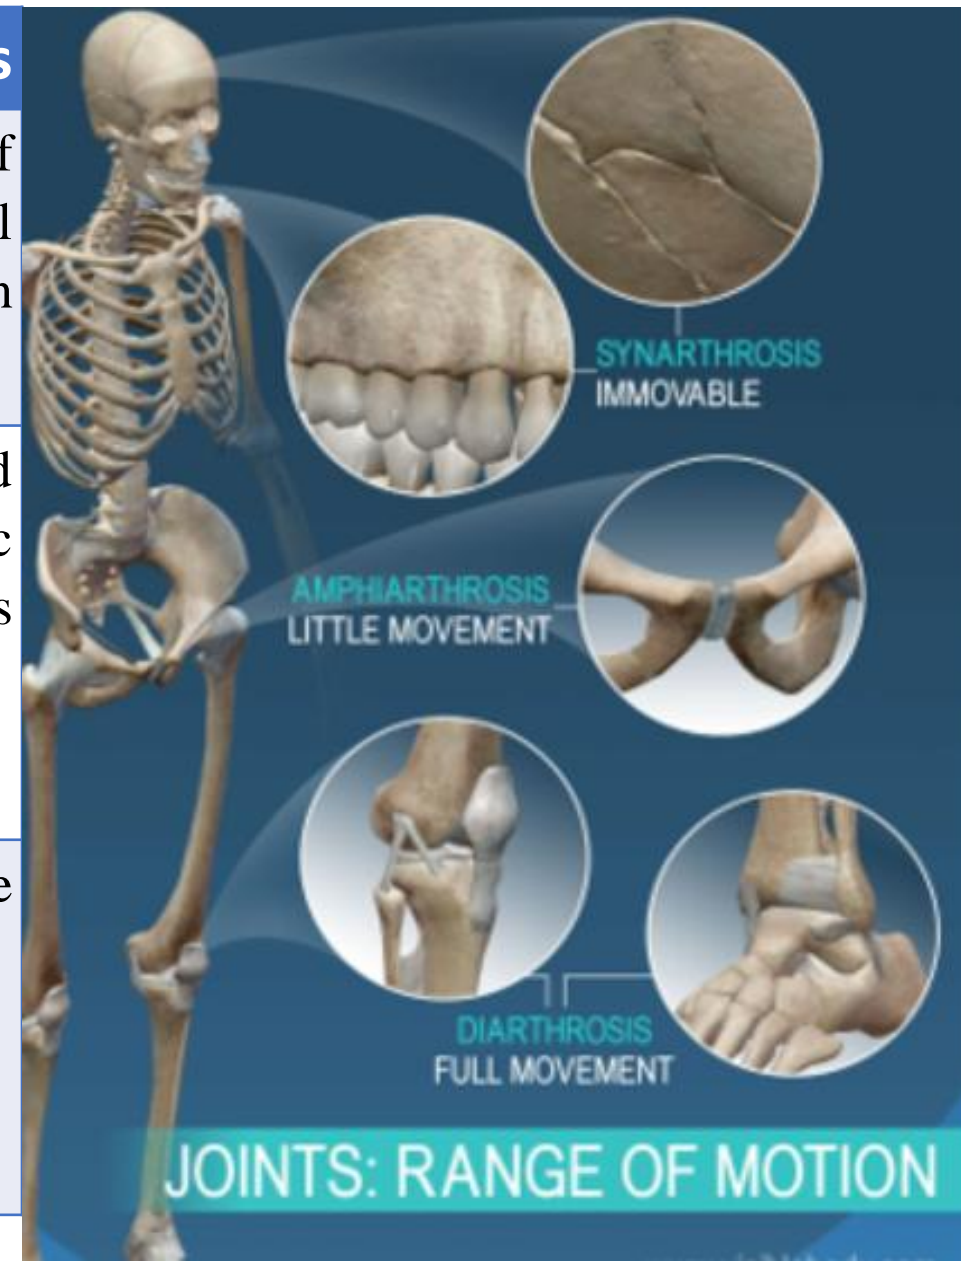 s
f
l
n
d
c
s
e
SYNARTHROSIS
IMMOVABLE
AMPHIARTHROSIS
LITTLE MOVEMENT
DIARTHROSIS
FULL MOVEMENT
JOINTS: RANGE OF MOTION